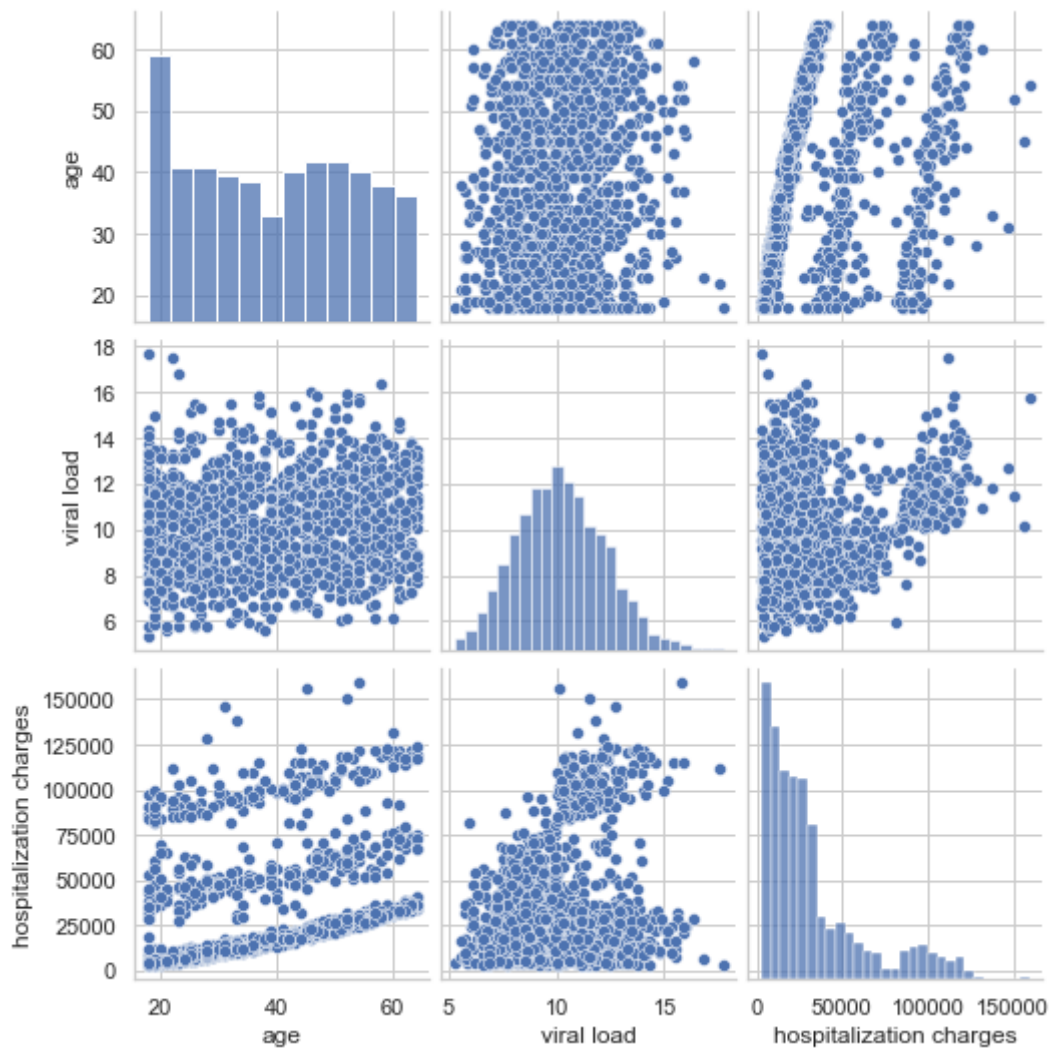 60
50
40
30
20
age
18
16
14
12
10
8
6
viral load
150000
125000
100000
75000
50000
25000
0
hospitalization charges
20 40 60
age
5 10 15
viral load
0 50000 100000 150000
hospitalization charges